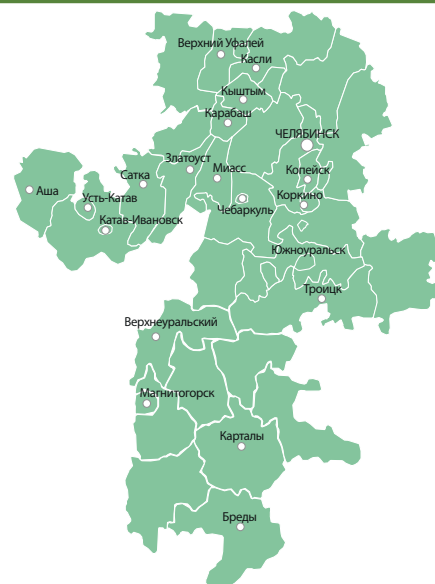 Верхний Уфалей
Касли
Кыштым
Карабаш
ЧЕЛЯБИНСК
Златоуст
Сатка
Миасс
Копейск
Аша
Усть-Катав
Коркино
Чебаркуль
Катав-Ивановск
Южноуральск
Троицк
Верхнеуральский
Магнитогорск
Карталы
Бреды